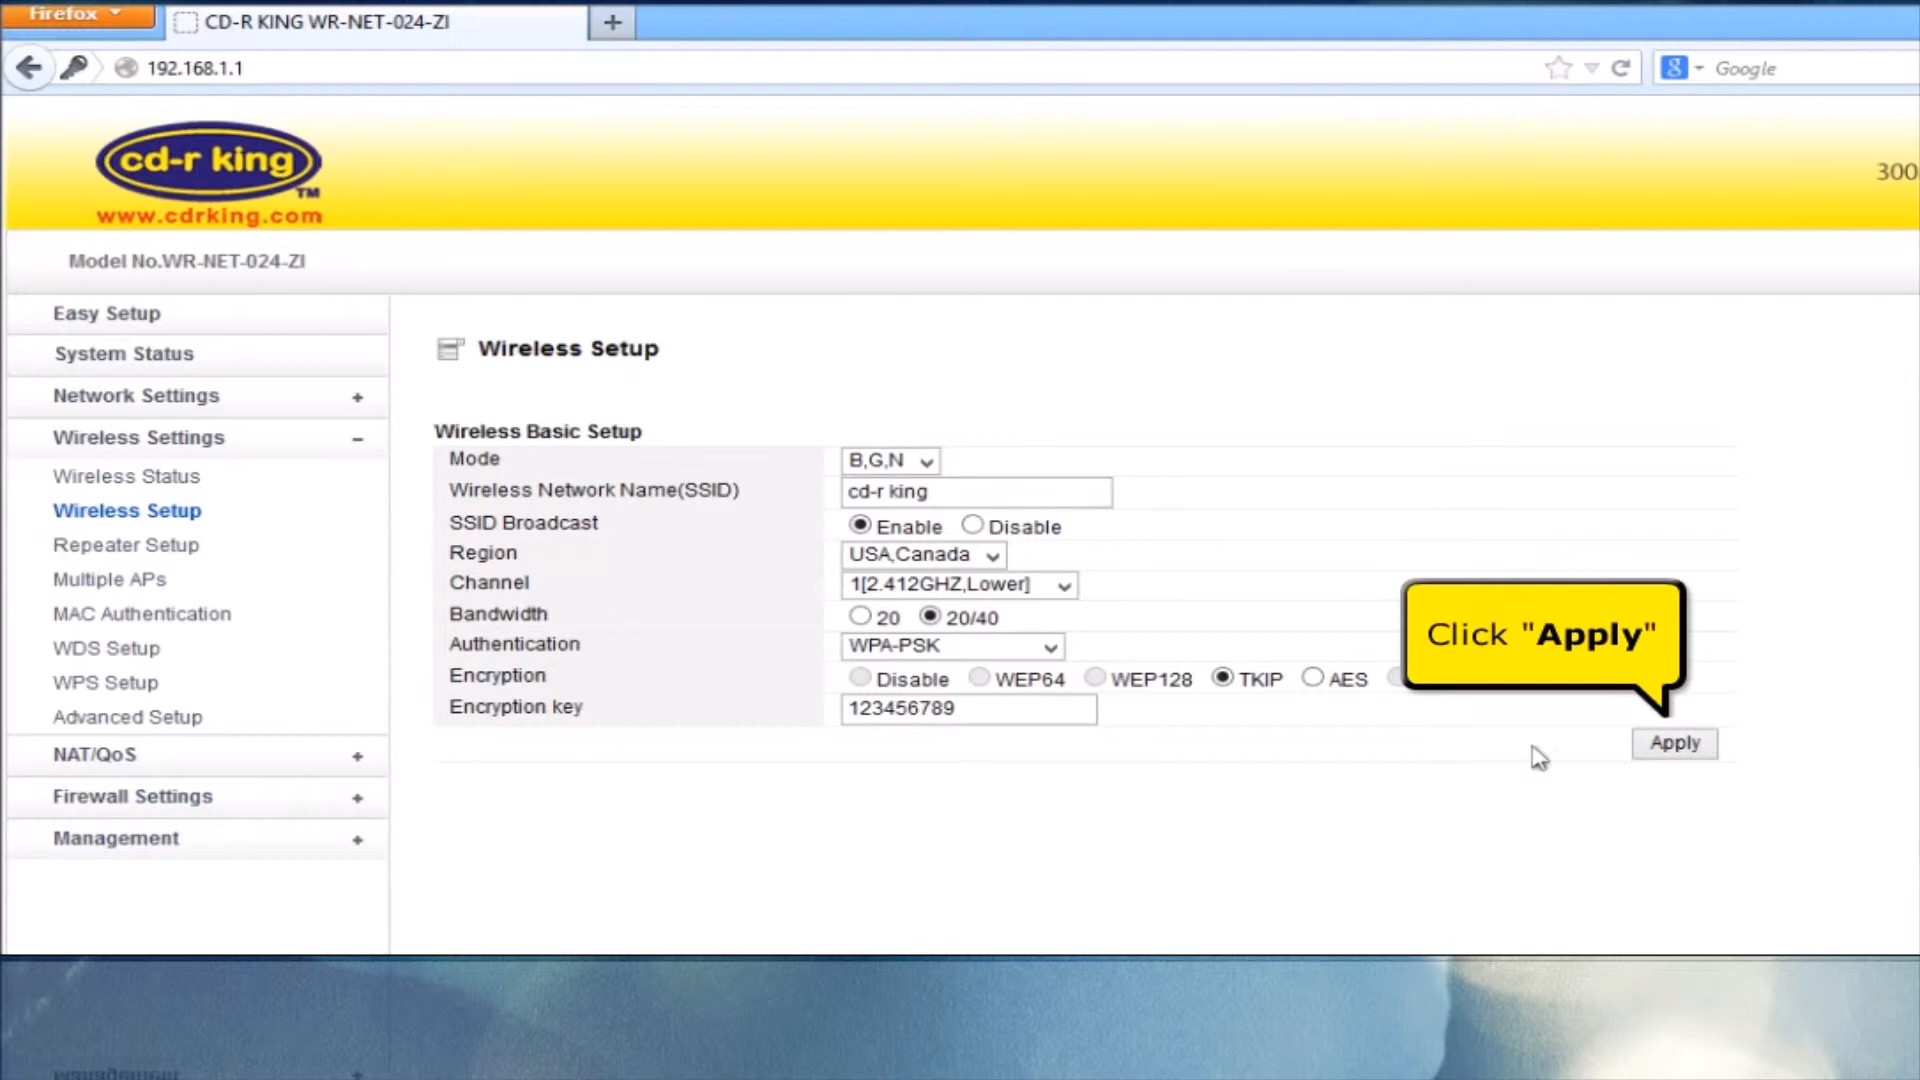 Firefox
CD-R KING WR-NET-024-ZI
+
192.168.1.1
8
Google
cd-r king
TM
www.cdrking.com
300
Model No.WR-NET-024-ZI
Easy Setup
System Status
Network Settings +
Wireless Settings -
Wireless Status
Wireless Setup
Repeater Setup
Multiple APs
MAC Authentication
WDS Setup
WPS Setup
Advanced Setup
NAT/QoS +
Firewall Settings +
Management +
Wireless Setup
Wireless Basic Setup
Mode B,G,N
Wireless Network Name(SSID) cd-r king
SSID Broadcast Enable Disable
Region USA,Canada
Channel 1[2.412GHZ,Lower]
Bandwidth 20 20/40
Authentication WPA-PSK
Encryption Disable WEP64 WEP128 TKIP AES
Encryption key 123456789
Click "Apply"
Apply
Management +